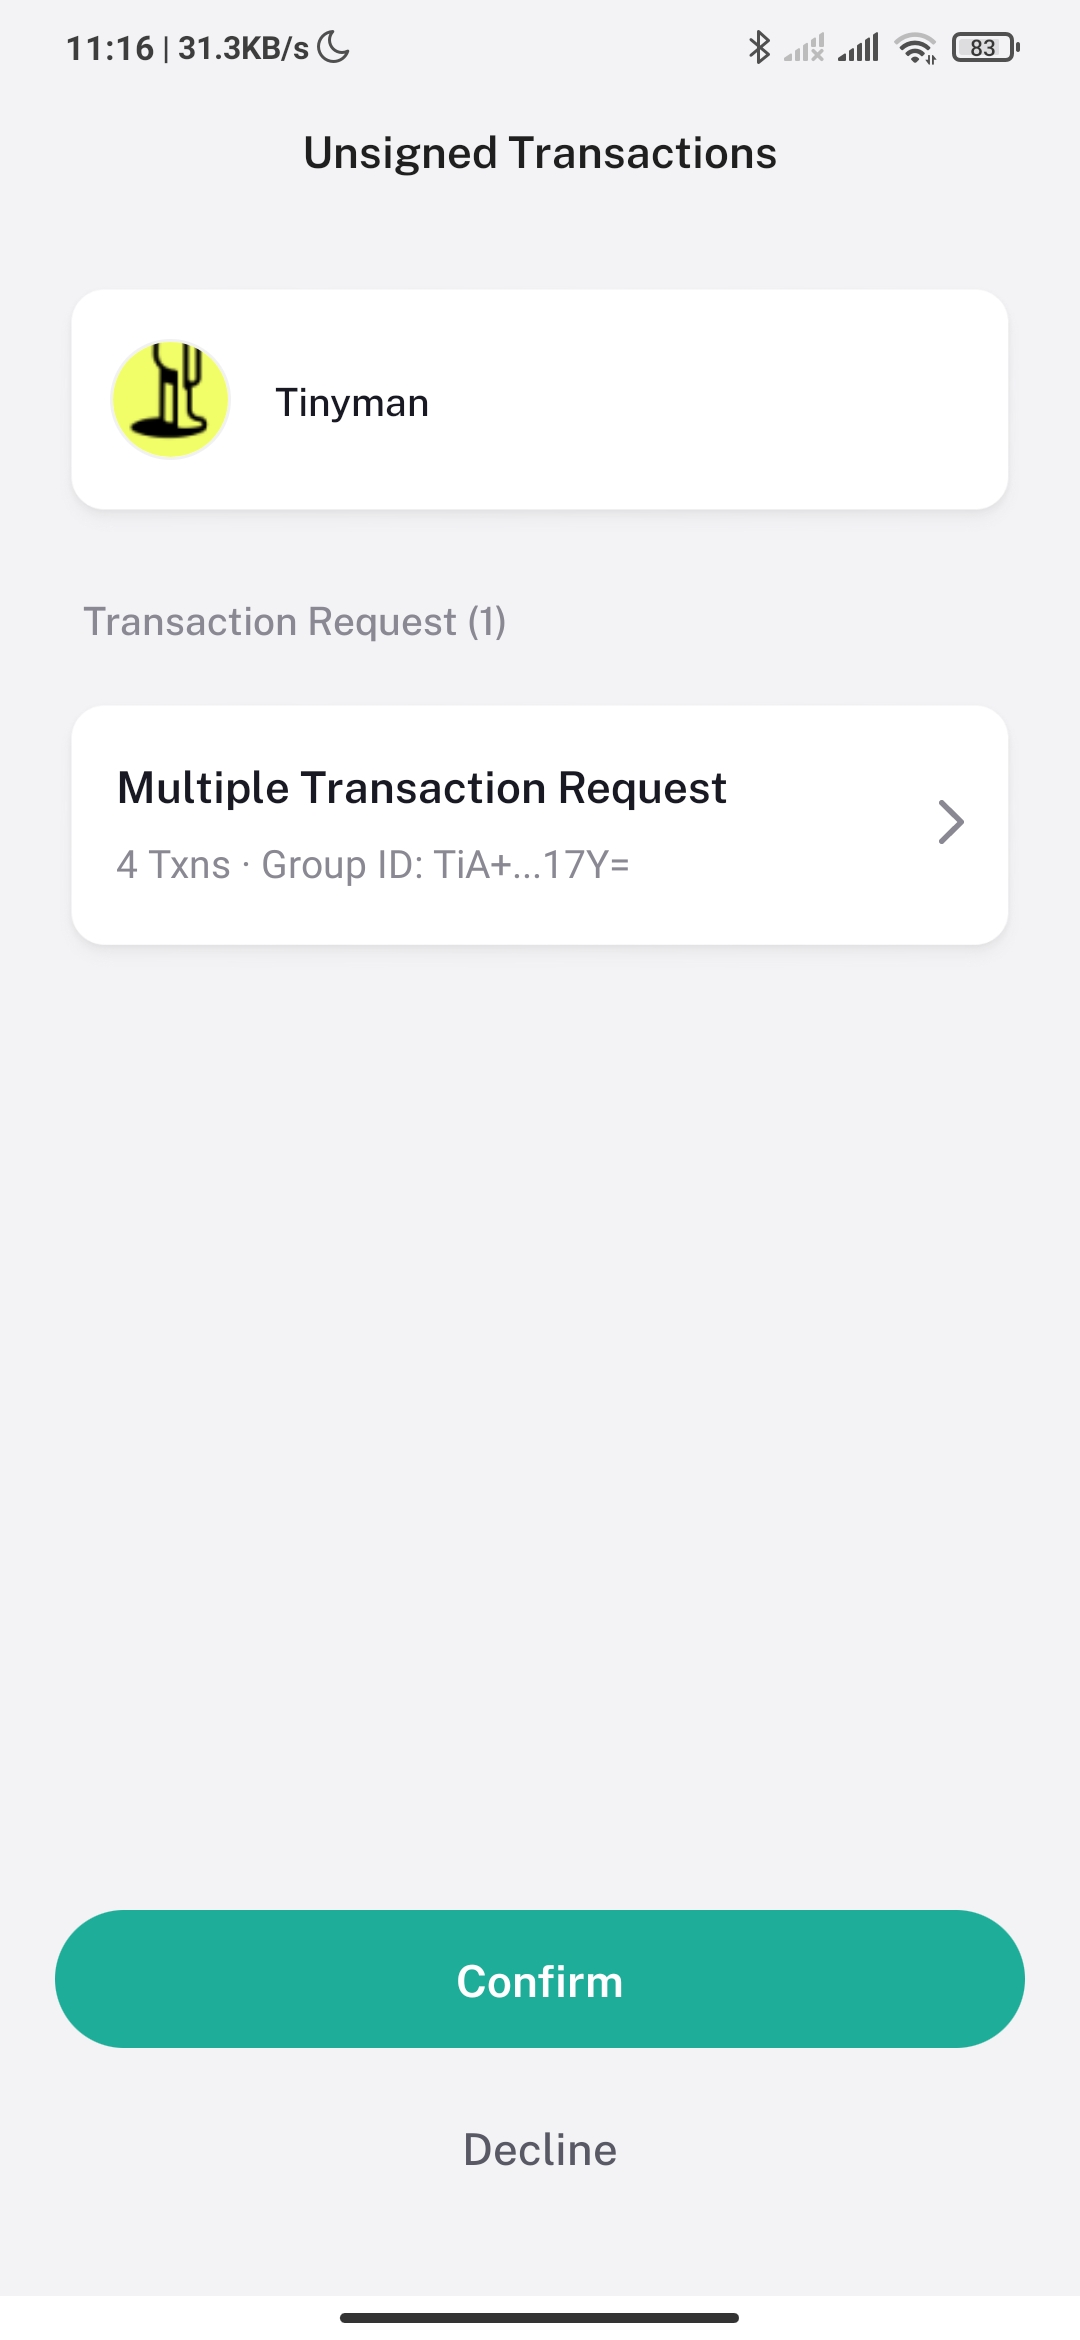 11:16 | 31.3KB/s
83
Unsigned Transactions
Tinyman
Transaction Request (1)
Multiple Transaction Request
4 Txns · Group ID: TiA+...17Y=
Confirm
Decline